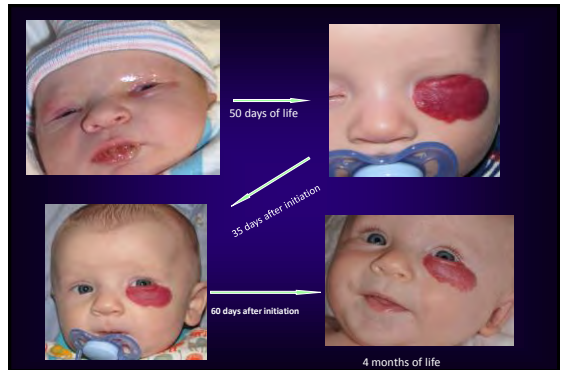 50 days of life
35 days after initiation
60 days after initiation
4 months of life